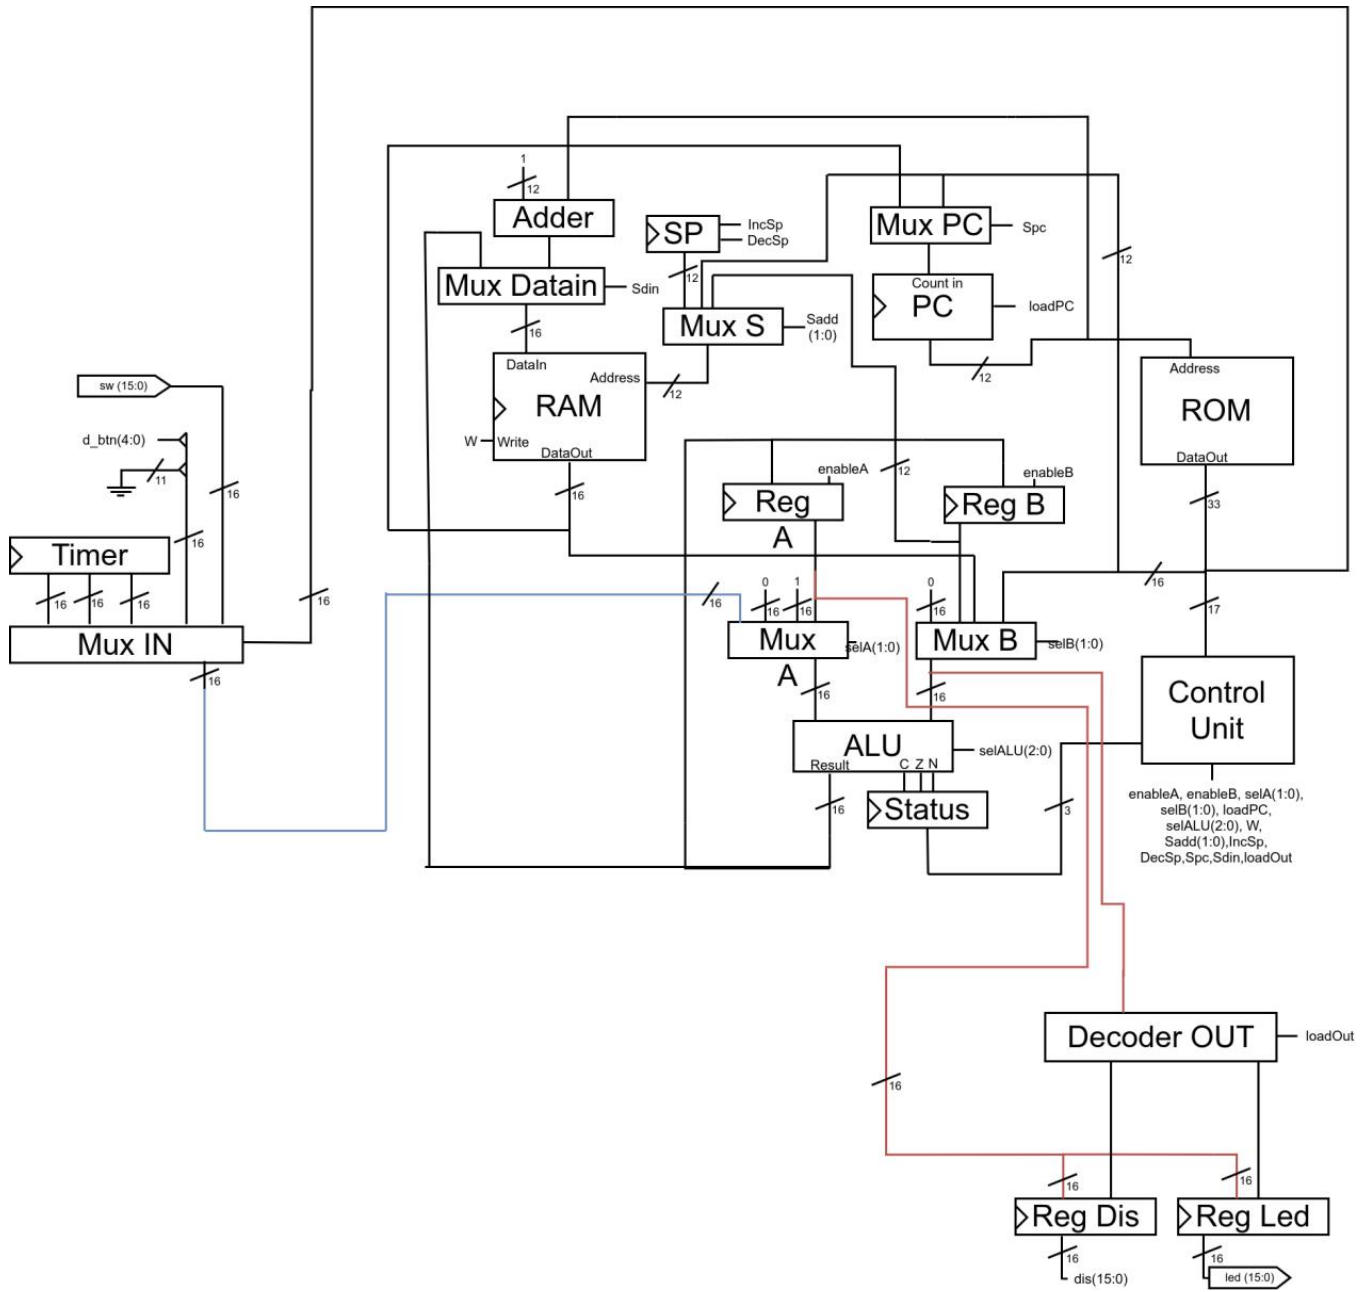 16
1
12
Adder
SP
IncSp
DecSp
12
Mux PC
Spc
12
Mux Datain
Sdin
16
Mux S
Sadd
(1:0)
Count in
PC
loadPC
12
DataIn
Address
RAM
12
W
Write
DataOut
16
Address
ROM
DataOut
33
sw (15:0)
d_btn(4:0)
11
16
16
Timer
16
16
16
Mux IN
16
16
enableA
Reg
A
12
enableB
Reg B
16
17
16
0
16
1
16
0
16
Mux
A
selA(1:0)
Mux B
selB(1:0)
16
16
Control
Unit
ALU
Result
C Z N
selALU(2:0)
16
Status
3
enableA, enableB, selA(1:0),
selB(1:0), loadPC,
selALU(2:0), W,
Sadd(1:0),IncSp,
DecSp,Spc,Sdin,loadOut
Decoder OUT
loadOut
16
16
16
Reg Dis
Reg Led
16
16
dis(15:0)
led (15:0)